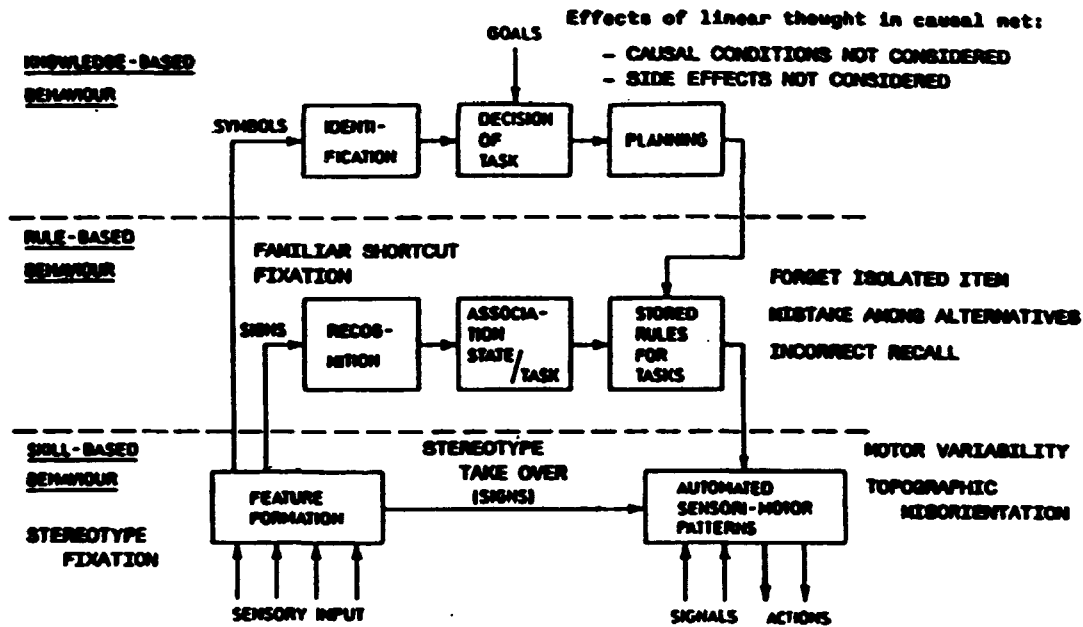 Effects of linear thought in causal net:
GOALS
- CAUSAL CONDITIONS NOT CONSIDERED
- SIDE EFFECTS NOT CONSIDERED
KNOWLEDGE-BASED
BEHAVIOUR
SYMBOLS
IDENTI-
FICATION
DECISION
OF
TASK
PLANNING
RULE-BASED
BEHAVIOUR
FAMILIAR SHORTCUT
FIXATION
SIGNS
RECOG-
NITION
ASSOCIA-
TION
STATE/
TASK
STORED
RULES
FOR
TASKS
FORGET ISOLATED ITEM
MISTAKE AMONG ALTERNATIVES
INCORRECT RECALL
SKILL-BASED
BEHAVIOUR
STEREOTYPE
FIXATION
FEATURE
FORMATION
STEREOTYPE
TAKE OVER
(SIGNS)
AUTOMATED
SENSORI-MOTOR
PATTERNS
MOTOR VARIABILITY
TOPOGRAPHIC
MISORIENTATION
SENSORY INPUT
SIGNALS
ACTIONS